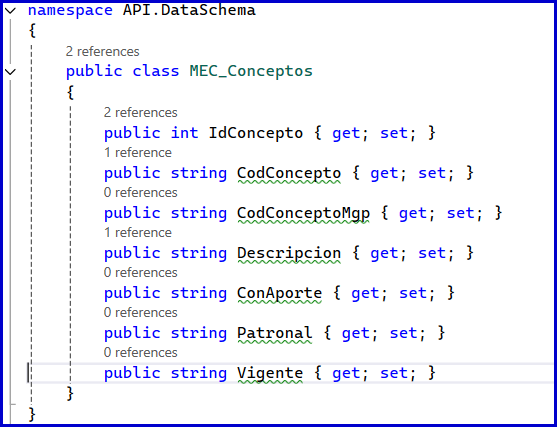 namespace API.DataSchema
{
2 references
public class MEC_Conceptos
{
2 references
public int IdConcepto { get; set; }
1 reference
public string CodConcepto { get; set; }
0 references
public string CodConceptoMgp { get; set; }
1 reference
public string Descripcion { get; set; }
0 references
public string ConAporte { get; set; }
0 references
public string Patronal { get; set; }
0 references
public string Vigente { get; set; }
}
}